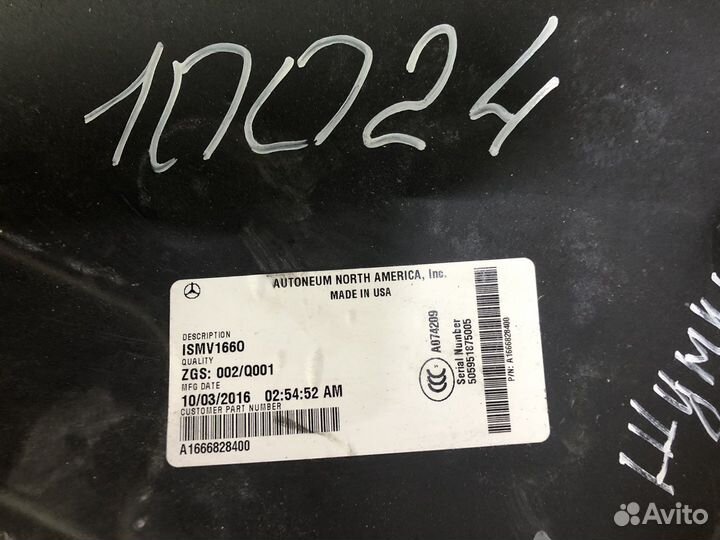 10024
AUTONEUM NORTH AMERICA, Inc.
MADE IN USA
DESCRIPTION
ISMV1660
QUALITY
ZGS: 002/Q001
MFG DATE
10/03/2016 02:54:52 AM
CUSTOMER PART NUMBER
A1666828400
A074209
Serial Number
505951875005
P/N: A1666828400
Шумк
Avito